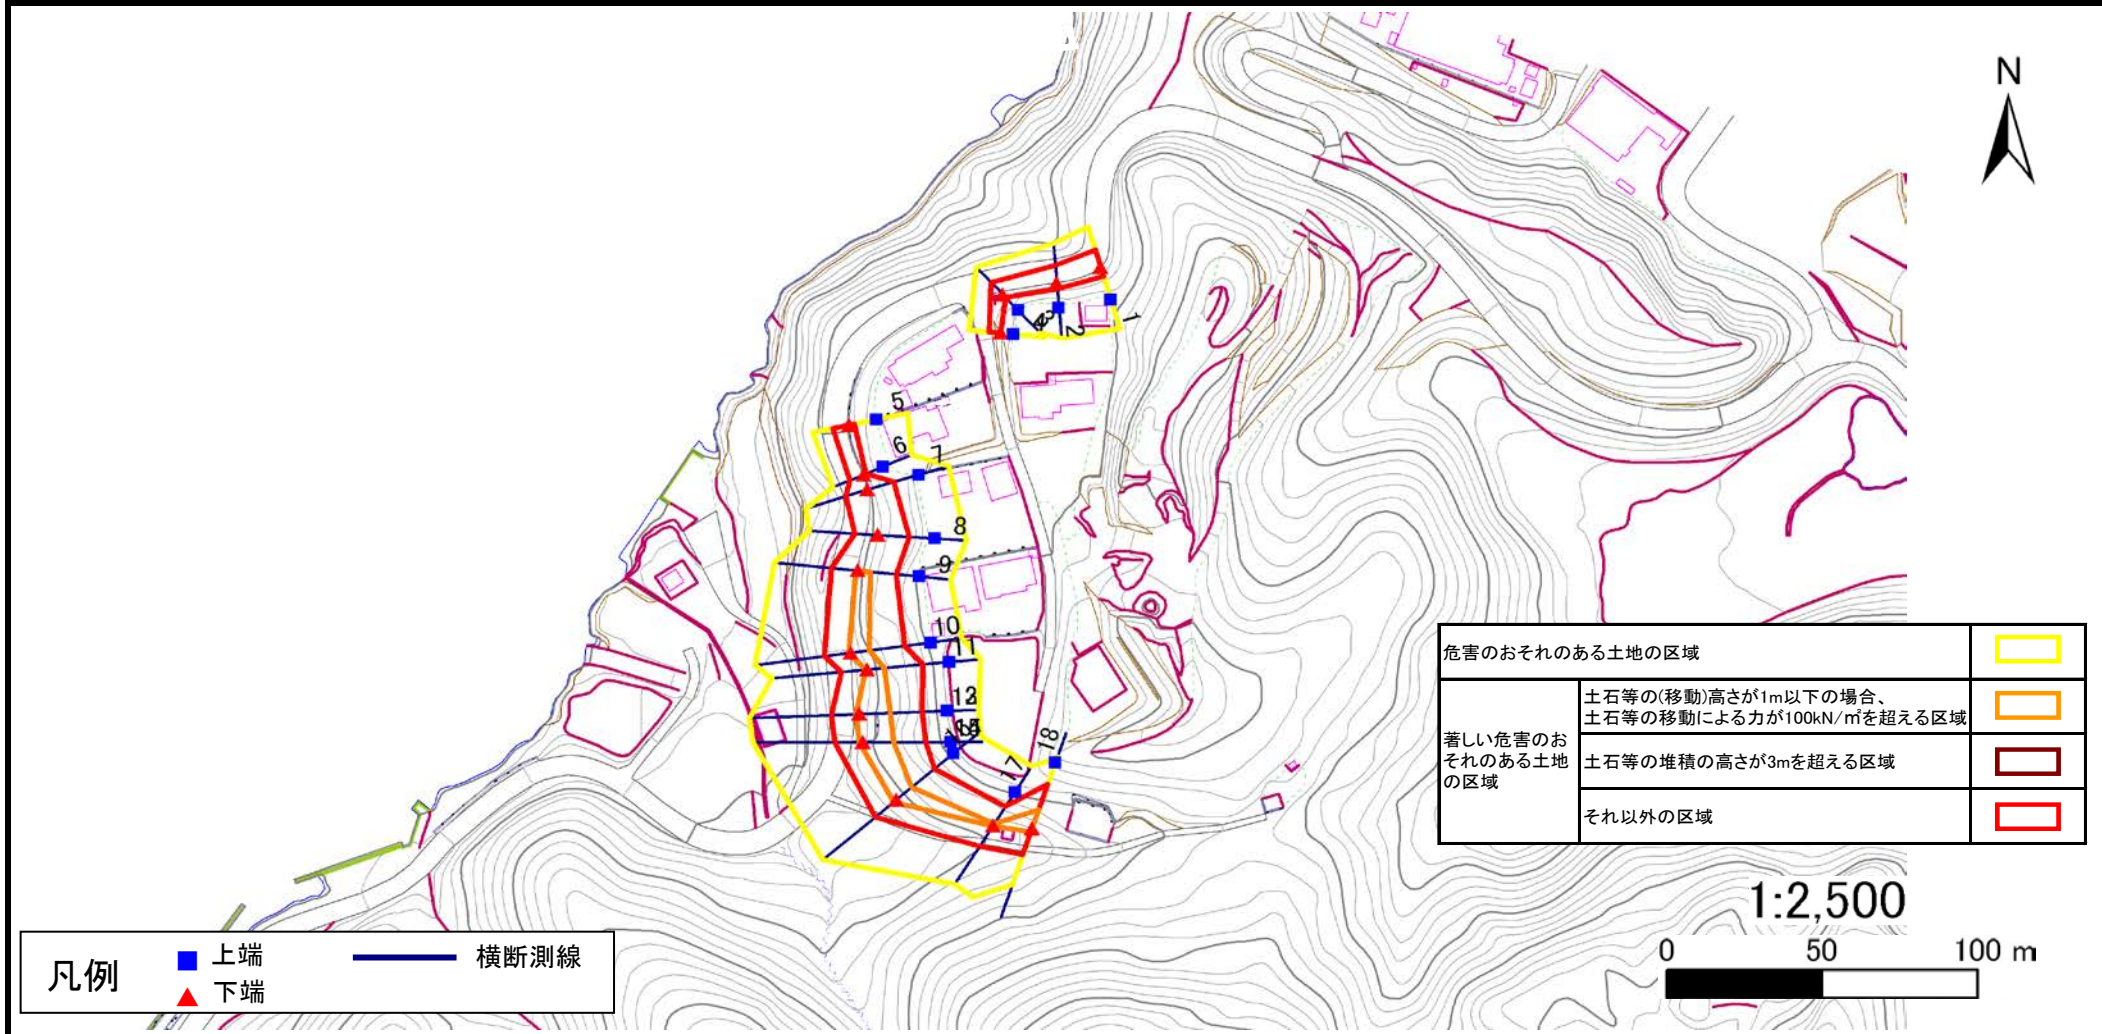 N
1
2
5
6
7
8
9
10
11
17
18
危害のおそれのある土地の区域
著しい危害のお
それのある土地
の区域
土石等の(移動)高さが1m以下の場合、
土石等の移動による力が100kN/㎡を超える区域
土石等の堆積の高さが3mを超える区域
それ以外の区域
1:2,500
0 50 100 m
凡例
上端
下端
横断測線